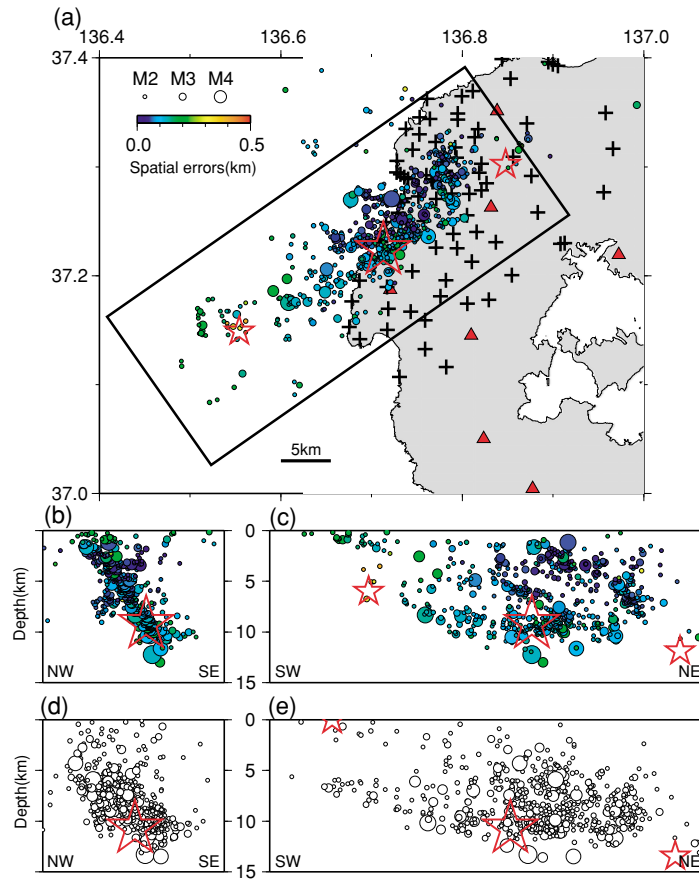 (a)
136.4 136.6 136.8 137.0
37.4
M2 M3 M4
0.0 0.5
Spatial errors(km)
37.2
5km
37.0
(b) (c)
0
5
10
15
Depth(km)
NW SE SW NE
(d) (e)
0
5
10
15
Depth(km)
NW SE SW NE